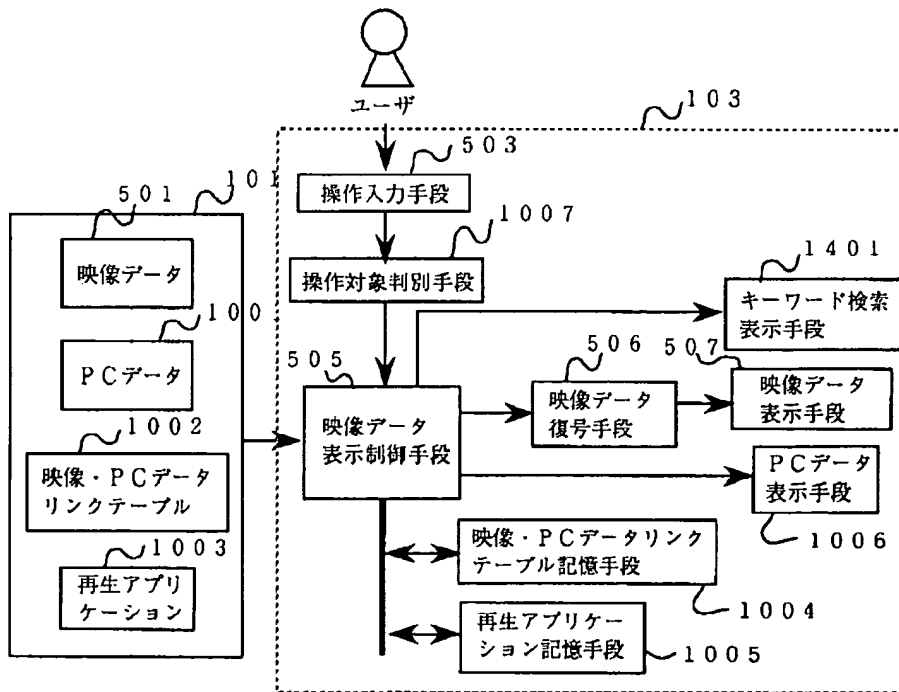 ユーザ
103
503
操作入力手段
101
501
1007
映像データ
操作対象判別手段
1401
キーワード検索
表示手段
100
PCデータ
505
506
507
映像データ
表示制御手段
映像データ
復号手段
映像データ
表示手段
1002
映像・PCデータ
リンクテーブル
PCデータ
表示手段
1006
1003
再生アプリ
ケーション
映像・PCデータリンク
テーブル記憶手段
1004
再生アプリケー
ション記憶手段
1005